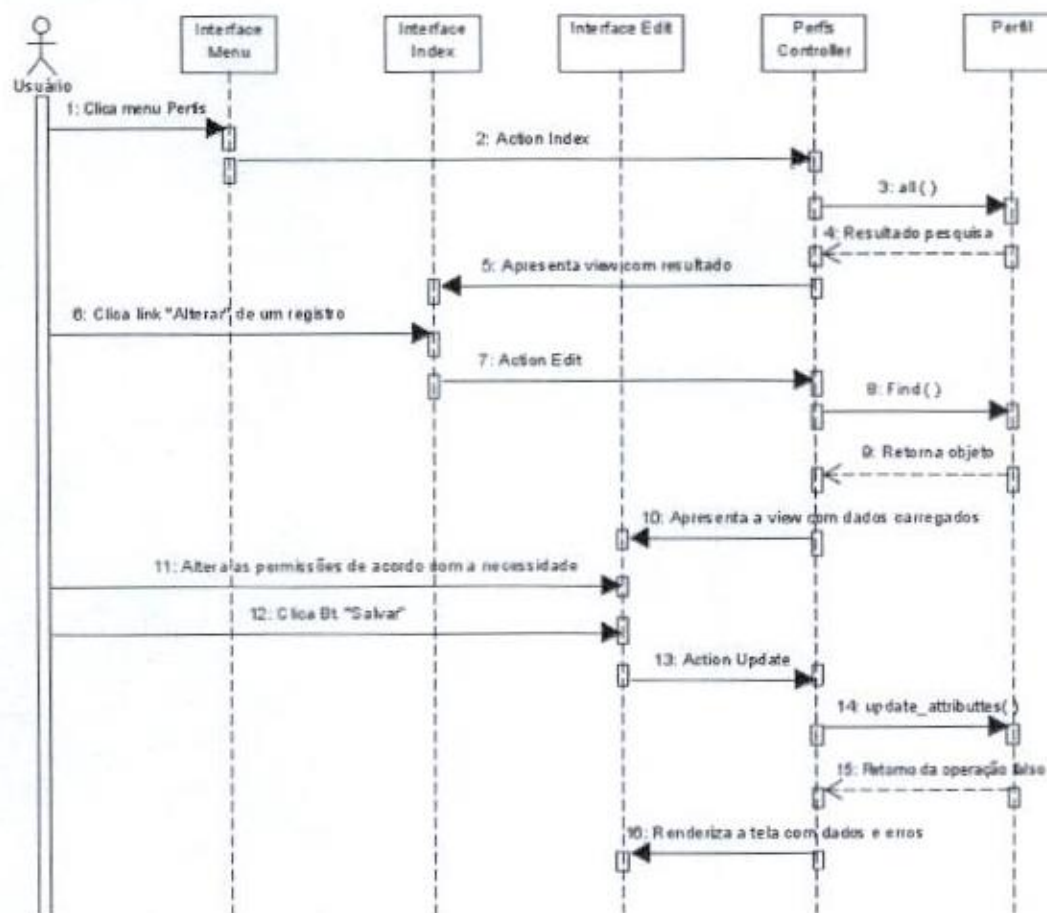 Interface
Menu
Interface
Index
Interface Edit
Perfis
Controller
Perfil
Usuário
1: Clica menu Perfis
2: Action Index
3: all( )
4: Resultado pesquisa
5: Apresenta view com resultado
6: Clica link "Alterar" de um registro
7: Action Edit
8: Find( )
9: Retorna objeto
10: Apresenta a view com dados carregados
11: Altera as permissões de acordo com a necessidade
12: Clica Bt. "Salvar"
13: Action Update
14: update_attributtes( )
15: Retorno da operação falso
16: Renderiza a tela com dados e erros